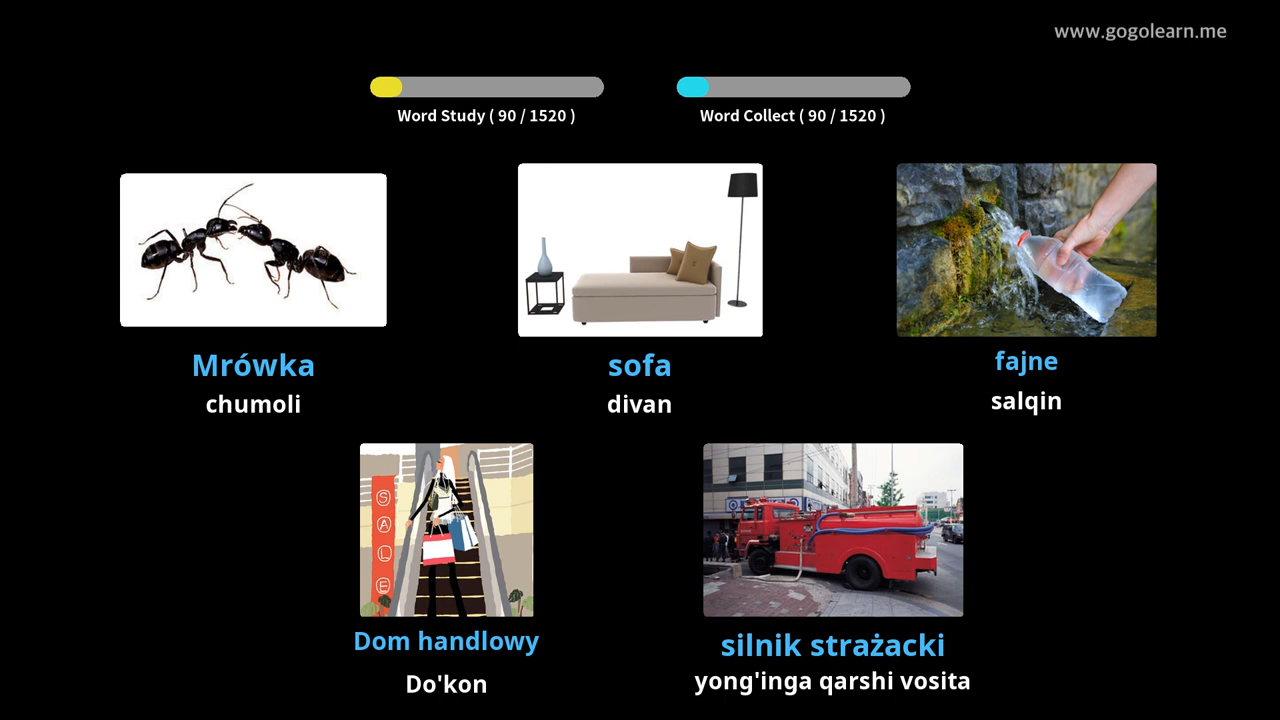 www.gogolearn.me
Word Study ( 90 / 1520 )
Word Collect ( 90 / 1520 )
Mrówka
chumoli
sofa
divan
fajne
salqin
SALE
Dom handlowy
Do'kon
silnik strażacki
yong'inga qarshi vosita